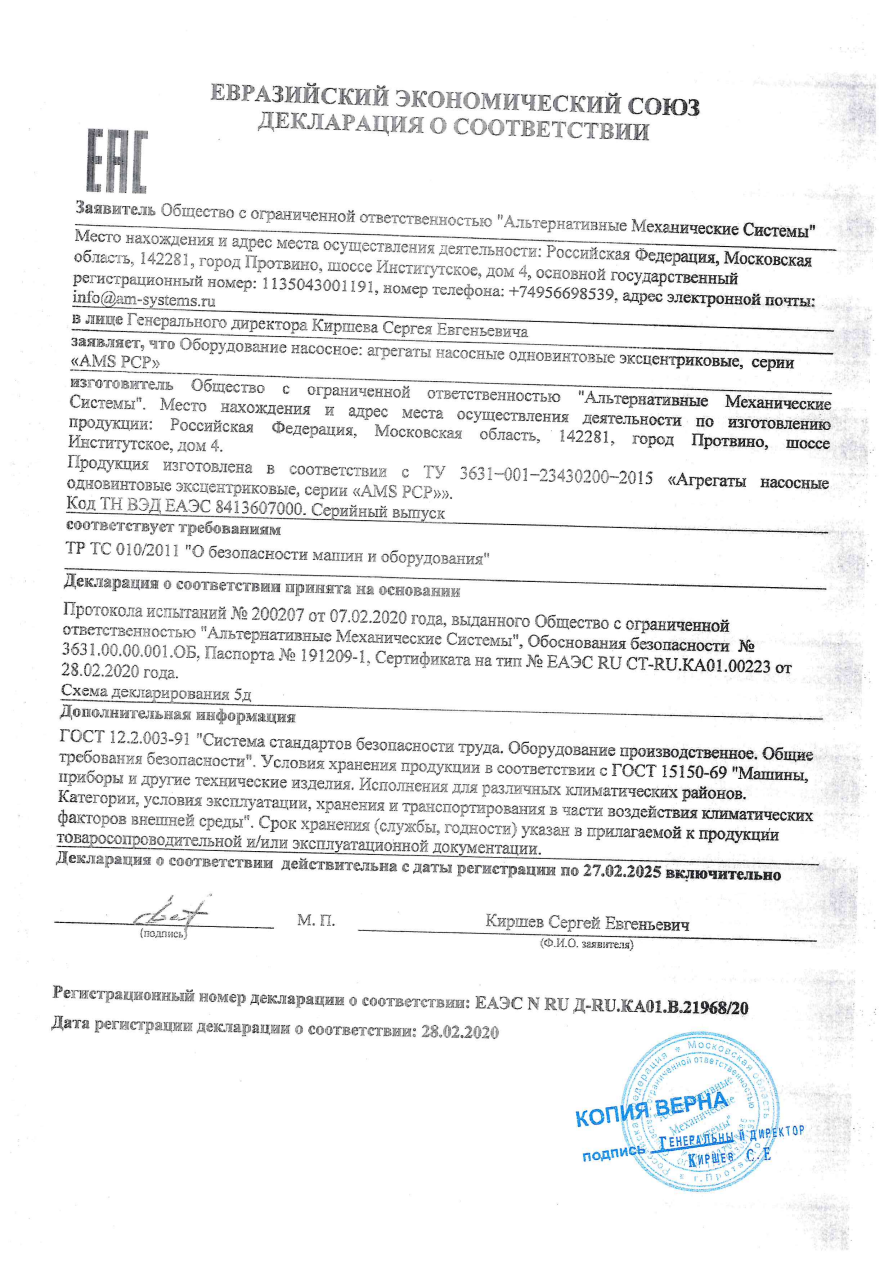 ЕВРАЗИЙСКИЙ ЭКОНОМИЧЕСКИЙ СОЮЗ
ДЕКЛАРАЦИЯ О СООТВЕТСТВИИ
ЕАС
Заявитель Общество с ограниченной ответственностью "Альтернативные Механические Системы"
Место нахождения и адрес места осуществления деятельности: Российская Федерация, Московская
область, 142281, город Протвино, шоссе Институтское, дом 4, основной государственный
регистрационный номер: 1135043001191, номер телефона: +74956698539, адрес электронной почты:
info@am-systems.ru
в лице Генерального директора Киршева Сергея Евгеньевича
заявляет, что Оборудование насосное: агрегаты насосные одновинтовые эксцентриковые, серии
«AMS PCP»
изготовитель Общество с ограниченной ответственностью "Альтернативные Механические
Системы". Место нахождения и адрес места осуществления деятельности по изготовлению
продукции: Российская Федерация, Московская область, 142281, город Протвино, шоссе
Институтское, дом 4.
Продукция изготовлена в соответствии с ТУ 3631–001–23430200–2015 «Агрегаты насосные
одновинтовые эксцентриковые, серии «AMS PCP»».
Код ТН ВЭД ЕАЭС 8413607000. Серийный выпуск
соответствует требованиям
ТР ТС 010/2011 "О безопасности машин и оборудования"
Декларация о соответствии принята на основании
Протокола испытаний № 200207 от 07.02.2020 года, выданного Общество с ограниченной
ответственностью "Альтернативные Механические Системы", Обоснования безопасности №
3631.00.00.001.ОБ, Паспорта № 191209-1, Сертификата на тип № ЕАЭС RU СТ-RU.КА01.00223 от
28.02.2020 года.
Схема декларирования 5д
Дополнительная информация
ГОСТ 12.2.003-91 "Система стандартов безопасности труда. Оборудование производственное. Общие
требования безопасности". Условия хранения продукции в соответствии с ГОСТ 15150-69 "Машины,
приборы и другие технические изделия. Исполнения для различных климатических районов.
Категории, условия эксплуатации, хранения и транспортирования в части воздействия климатических
факторов внешней среды". Срок хранения (службы, годности) указан в прилагаемой к продукции
товаросопроводительной и/или эксплуатационной документации.
Декларация о соответствии действительна с даты регистрации по 27.02.2025 включительно
М. П.
Киршев Сергей Евгеньевич
(подпись)
(Ф.И.О. заявителя)
Регистрационный номер декларации о соответствии: ЕАЭС N RU Д-RU.КА01.В.21968/20
Дата регистрации декларации о соответствии: 28.02.2020
КОПИЯ ВЕРНА
подпись ГЕНЕРАЛЬНЫЙ ДИРЕКТОР
КИРШЕВ С.Е
Московская область
г.Протвино
Механические